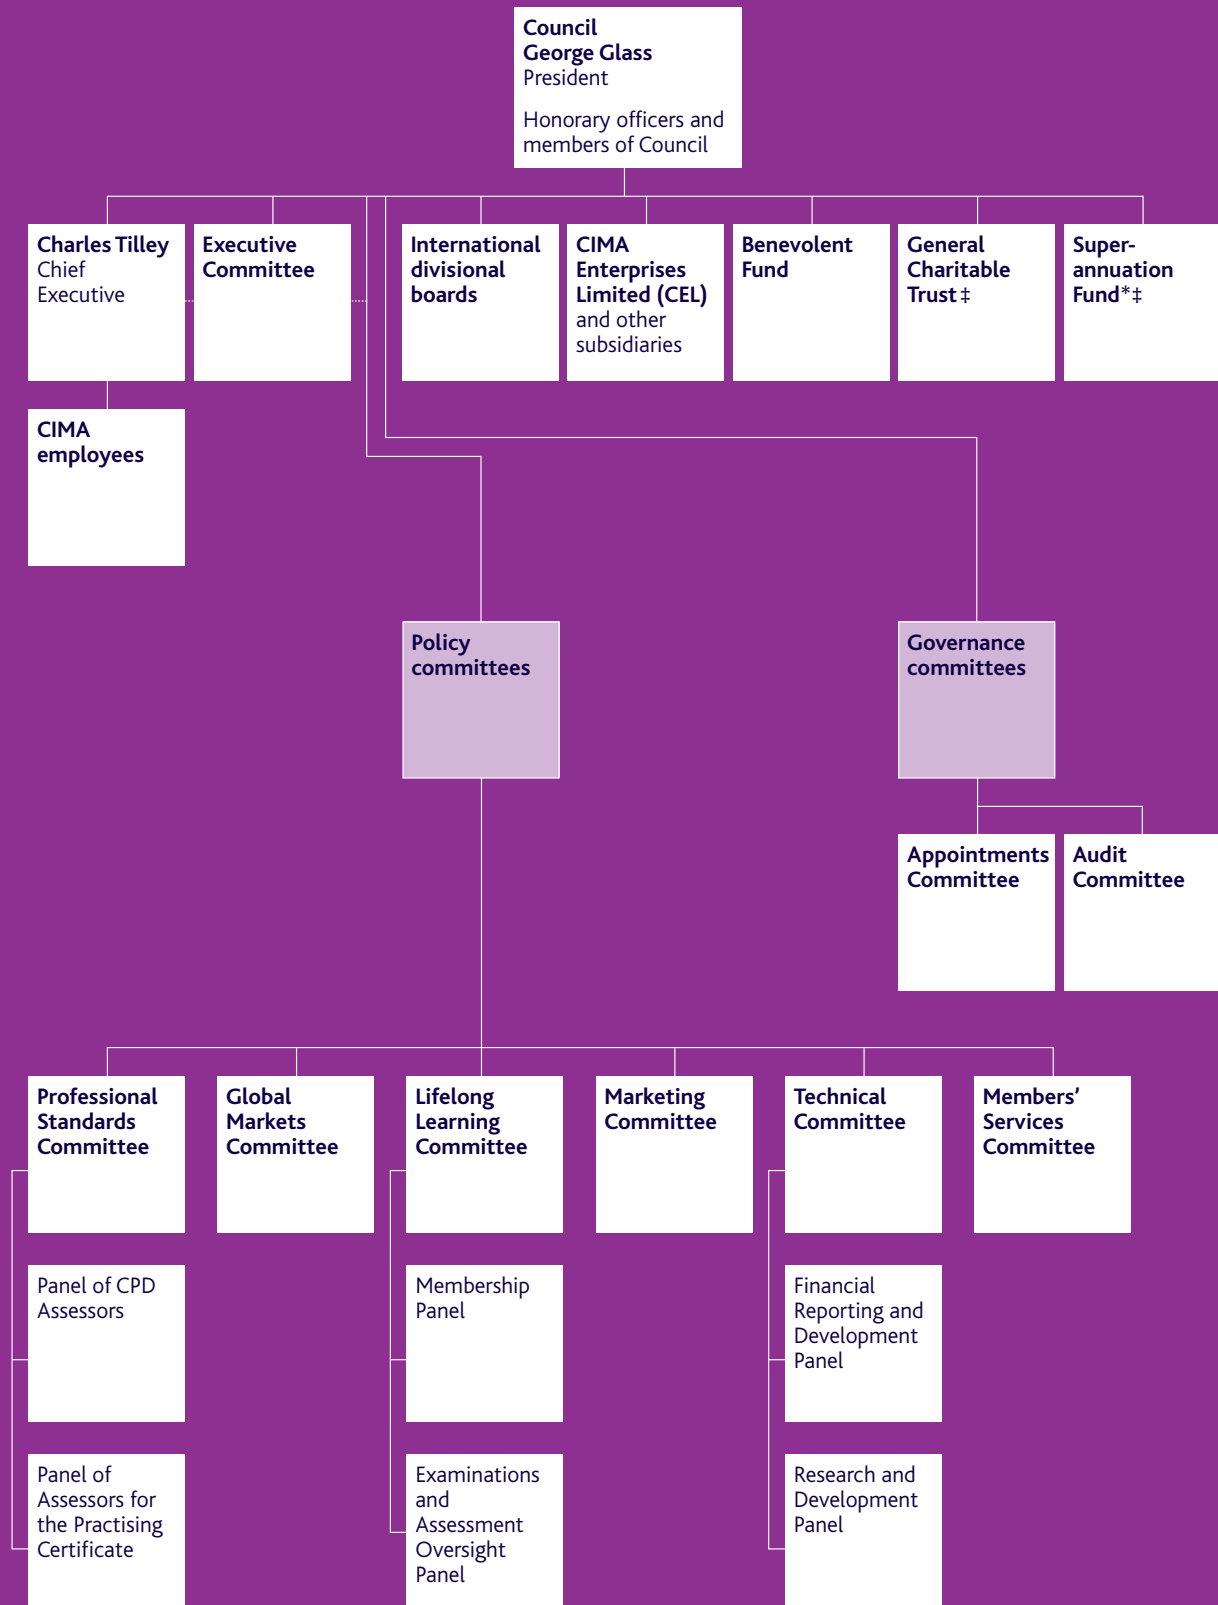 Council
George Glass
President
Honorary officers and
members of Council
Charles Tilley
Chief
Executive
Executive
Committee
International
divisional
boards
CIMA
Enterprises
Limited (CEL)
and other
subsidiaries
Benevolent
Fund
General
Charitable
Trust ‡
Super-
annuation
Fund*‡
CIMA
employees
Policy
committees
Governance
committees
Appointments
Committee
Audit
Committee
Professional
Standards
Committee
Global
Markets
Committee
Lifelong
Learning
Committee
Marketing
Committee
Technical
Committee
Members’
Services
Committee
Panel of CPD
Assessors
Membership
Panel
Financial
Reporting and
Development
Panel
Panel of
Assessors for
the Practising
Certificate
Examinations
and
Assessment
Oversight
Panel
Research and
Development
Panel